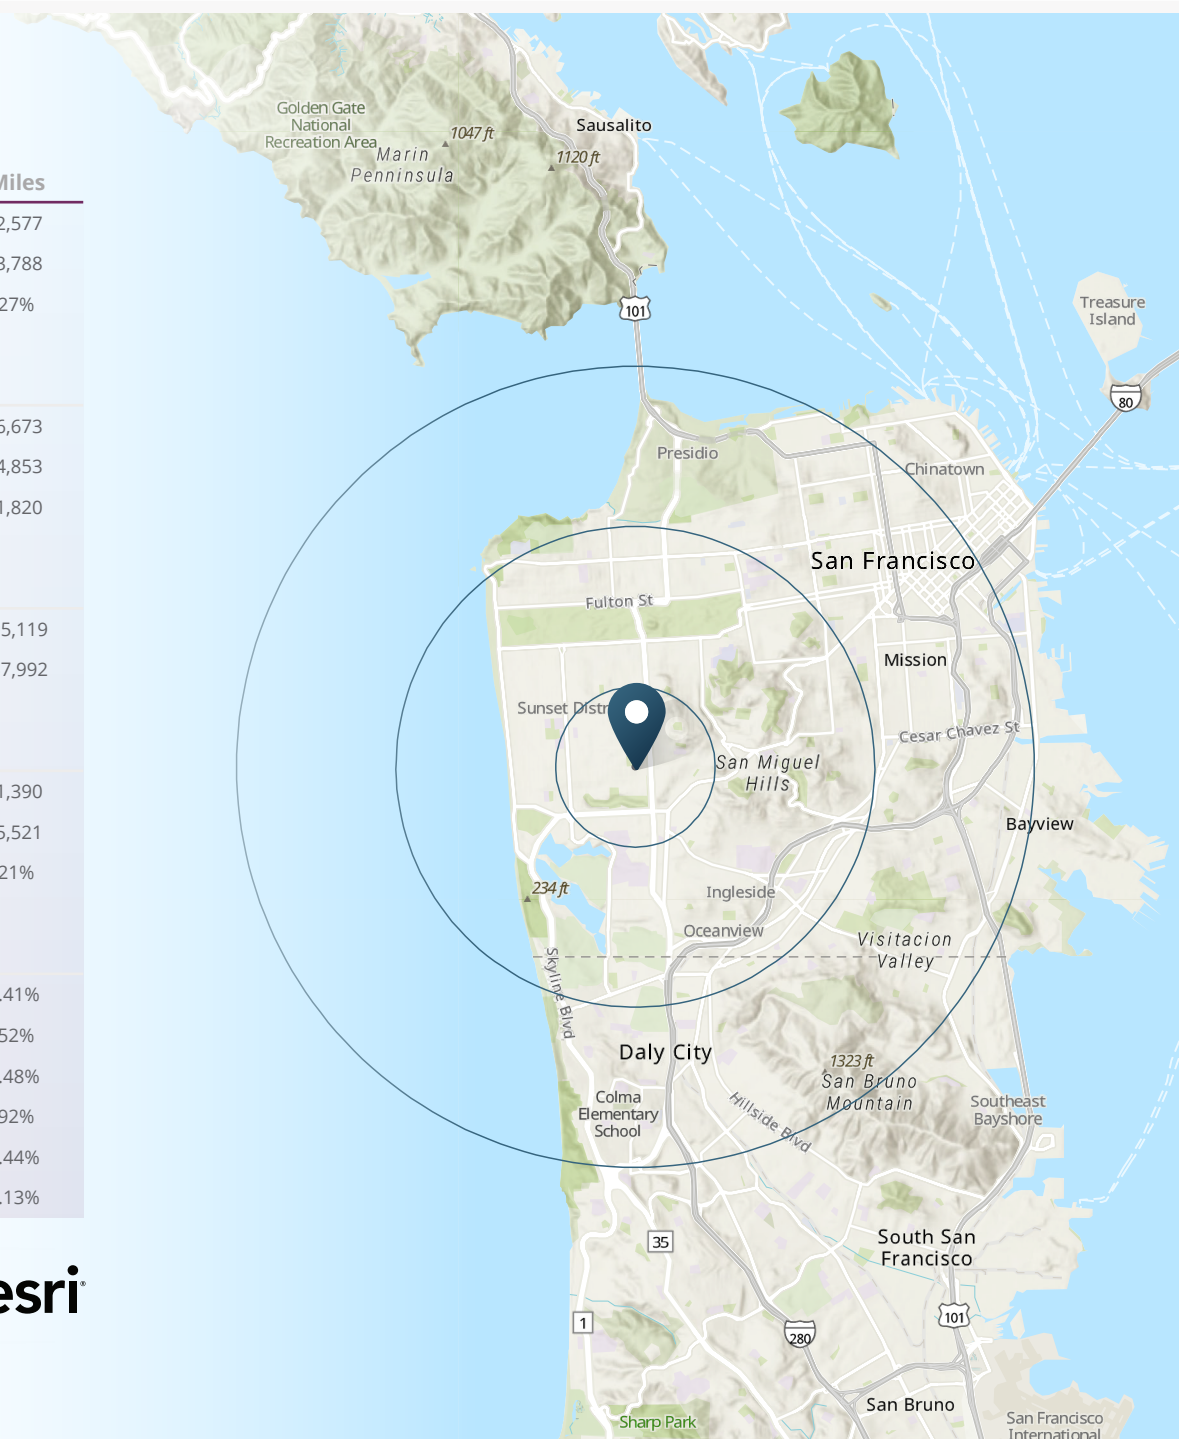 Miles
2,577
3,788
27%
5,673
4,853
1,820
5,119
7,992
1,390
5,521
21%
.41%
52%
.48%
92%
.44%
.13%
esri
Golden Gate
National
Recreation Area
1047 ft
Marin
Penninsula
1120 ft
Sausalito
101
Treasure
Island
80
Presidio
Chinatown
San Francisco
Fulton St
Mission
Sunset Distr
Cesar Chavez St
San Miguel
Hills
Bayview
234 ft
Ingleside
Oceanview
Visitacion
Valley
Skyline Blvd
Daly City
1323 ft
San Bruno
Mountain
Colma
Elementary
School
Hillside Blvd
Southeast
Bayshore
35
South San
Francisco
1
280
101
San Bruno
Sharp Park
San Francisco
International